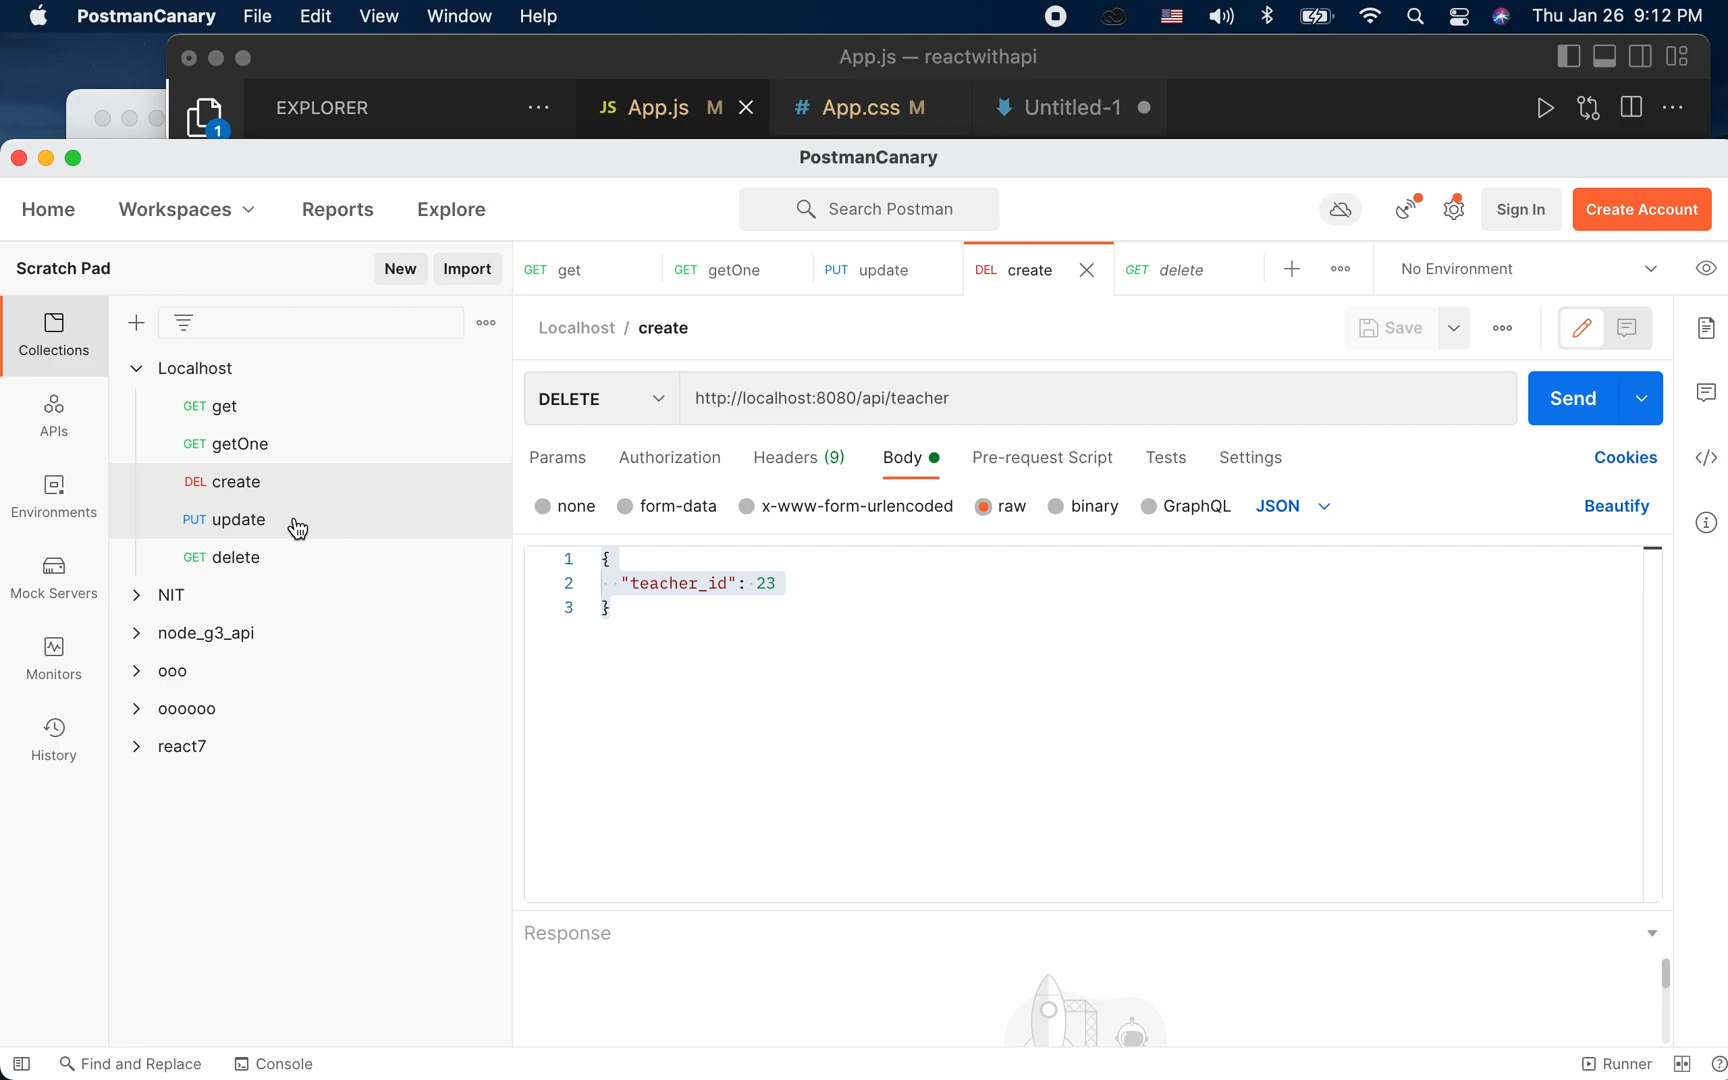 PostmanCanary File Edit View Window Help Thu Jan 26 9:12 PM
App.js — reactwithapi
1 EXPLORER ··· JS App.js M # App.css M Untitled-1 ···
PostmanCanary
Home Workspaces Reports Explore Search Postman Sign In Create Account
Scratch Pad New Import GET get GET getOne PUT update DEL create GET delete No Environment
Collections
APIs
Environments
Mock Servers
Monitors
History
Localhost
GET get
GET getOne
DEL create
PUT update
GET delete
NIT
node_g3_api
ooo
oooooo
react7
Localhost / create Save
DELETE http://localhost:8080/api/teacher Send
Params Authorization Headers (9) Body Pre-request Script Tests Settings Cookies
none form-data x-www-form-urlencoded raw binary GraphQL JSON Beautify
1 {
2 "teacher_id": 23
3 }
Response
Find and Replace Console Runner